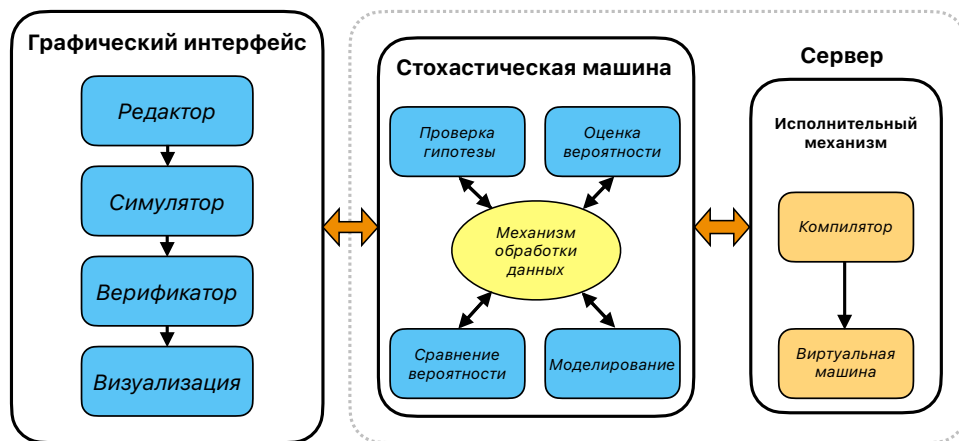 Графический интерфейс
Редактор
Симулятор
Верификатор
Визуализация
Стохастическая машина
Проверка
гипотезы
Оценка
вероятности
Механизм
обработки
данных
Сравнение
вероятности
Моделирование
Сервер
Исполнительный
механизм
Компилятор
Виртуальная
машина